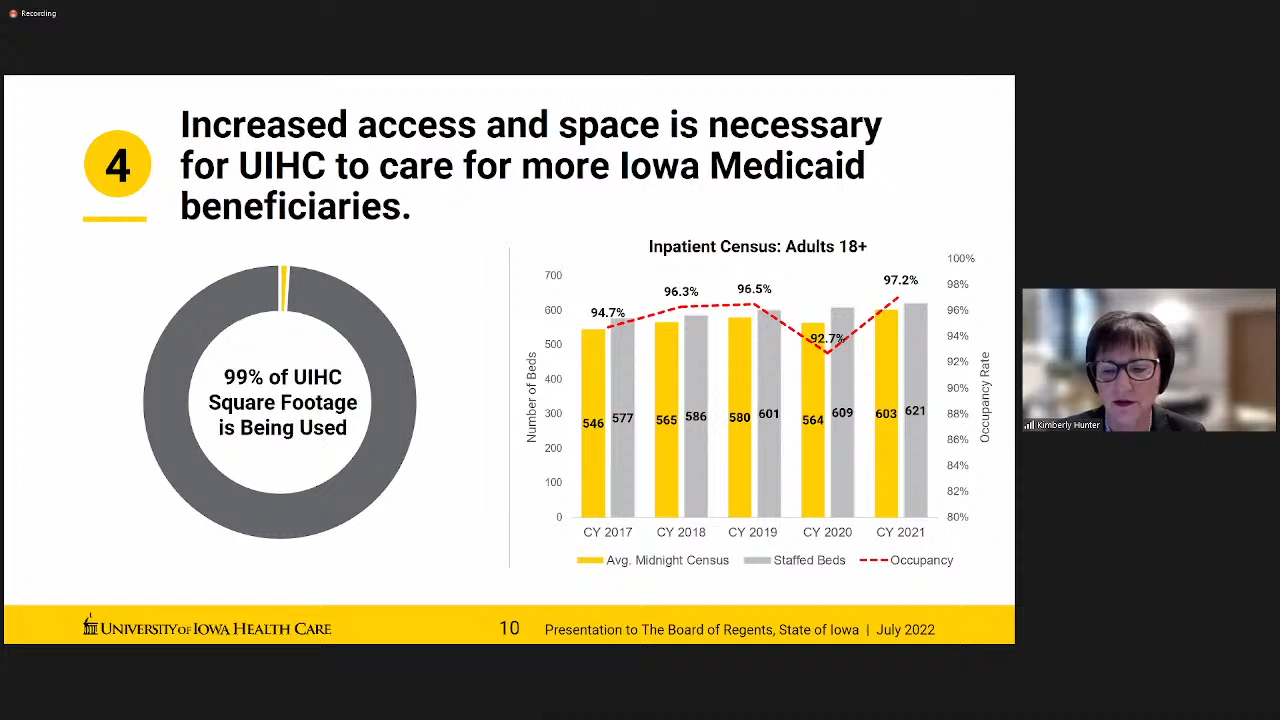 Recording
4
Increased access and space is necessary
for UIHC to care for more Iowa Medicaid
beneficiaries.
99% of UIHC
Square Footage
is Being Used
Inpatient Census: Adults 18+
Number of Beds
700
600
500
400
300
200
100
0
94.7%
96.3%
96.5%
92.7%
97.2%
546 577 565 586 580 601 564 609 603 621
100%
98%
96%
94%
92%
90%
88%
86%
84%
82%
80%
Occupancy Rate
CY 2017 CY 2018 CY 2019 CY 2020 CY 2021
Avg. Midnight Census Staffed Beds Occupancy
Kimberly Hunter
UNIVERSITY OF IOWA HEALTH CARE
10
Presentation to The Board of Regents, State of Iowa | July 2022